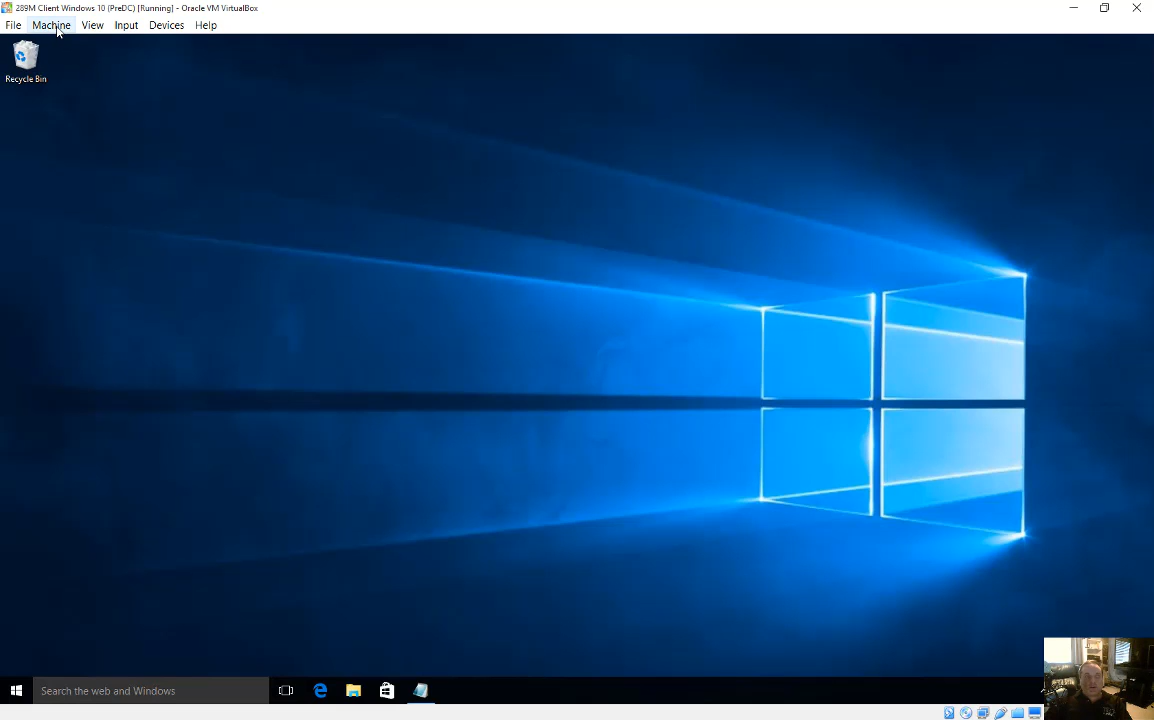 289M Client Windows 10 (PreDC) [Running] - Oracle VM VirtualBox
File Machine View Input Devices Help
Recycle Bin
Search the web and Windows